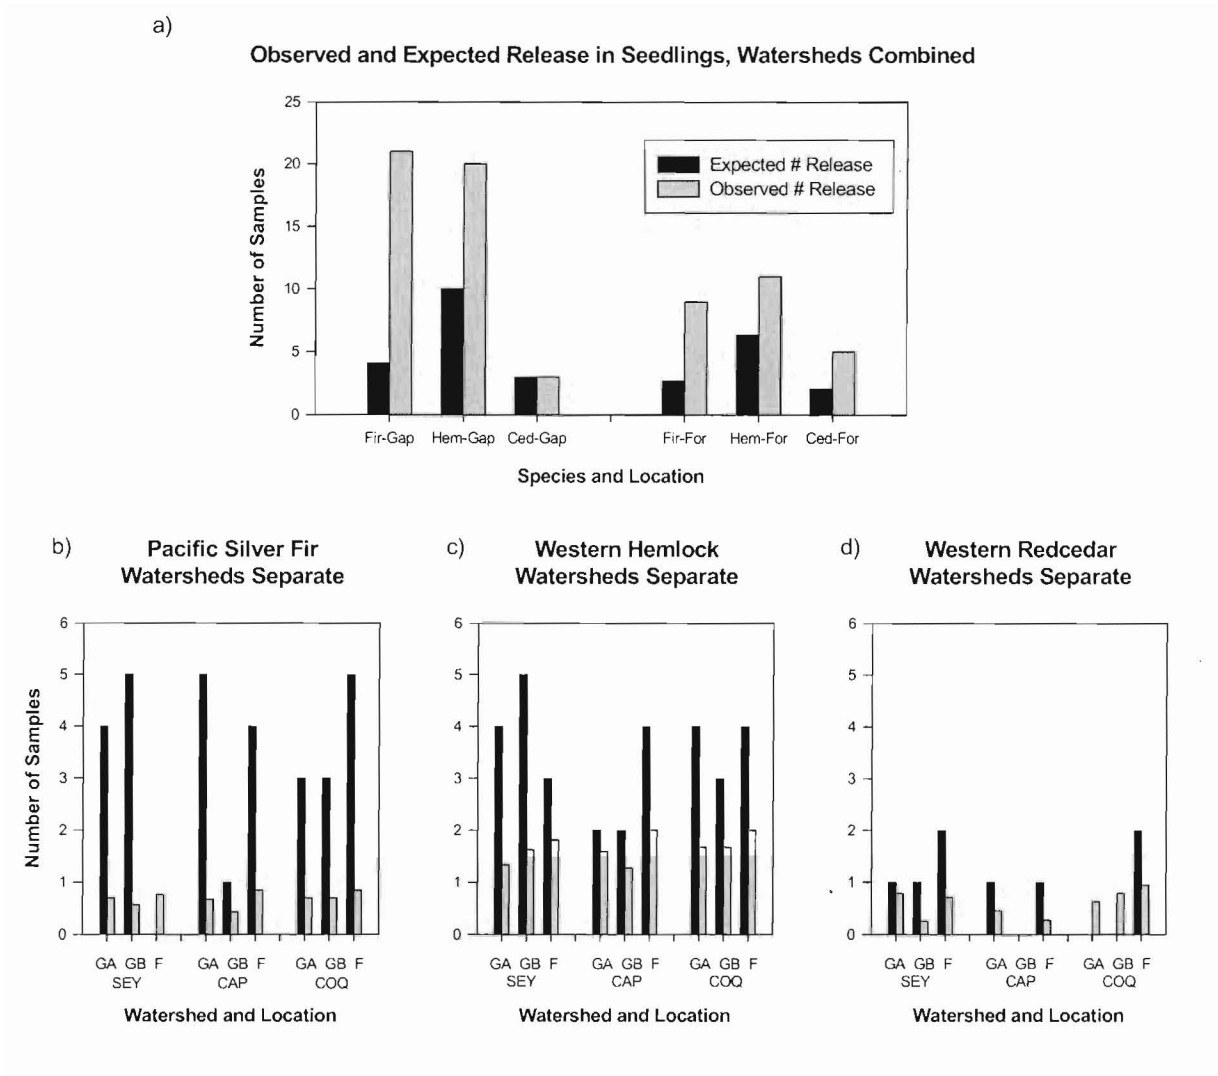 a)
Observed and Expected Release in Seedlings, Watersheds Combined
25
20
15
10
5
0
Number of Samples
Expected # Release
Observed # Release
Fir-Gap Hem-Gap Ced-Gap Fir-For Hem-For Ced-For
Species and Location
b)
Pacific Silver Fir
Watersheds Separate
6
5
4
3
2
1
0
Number of Samples
GA GB F GA GB F GA GB F
SEY CAP COQ
Watershed and Location
c)
Western Hemlock
Watersheds Separate
6
5
4
3
2
1
0
GA GB F GA GB F GA GB F
SEY CAP COQ
Watershed and Location
d)
Western Redcedar
Watersheds Separate
6
5
4
3
2
1
0
GA GB F GA GB F GA GB F
SEY CAP COQ
Watershed and Location